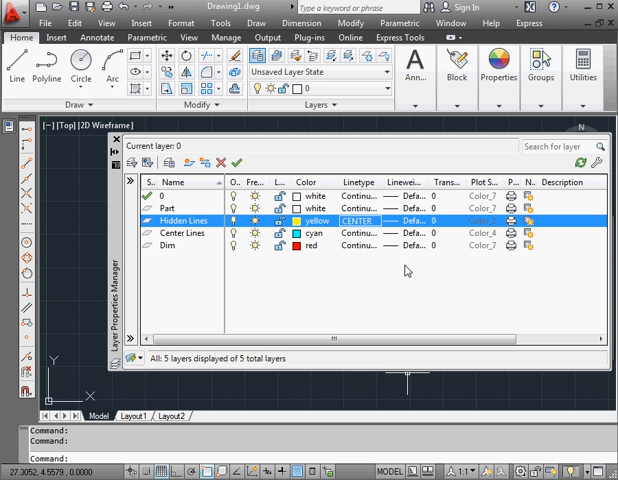 Drawing1.dwg
Type a keyword or phrase
Sign In
File Edit View Insert Format Tools Draw Dimension Modify Parametric Window Help Express
Home Insert Annotate Parametric View Manage Output Plug-ins Online Express Tools
Line Polyline Circle Arc
Unsaved Layer State
0
Ann... Block Properties Groups Utilities
Draw Modify Layers
[−] [Top] [2D Wireframe]
N
Current layer: 0
Search for layer
S.. Name O.. Fre... L... Color Linetype Linewei... Trans... Plot S... P... N.. Description
0 white Continu... Defa... 0 Color_7
Part white Continu... Defa... 0 Color_7
Hidden Lines yellow CENTER Defa... 0 Color_2
Center Lines cyan Continu... Defa... 0 Color_4
Dim red Continu... Defa... 0 Color_7
Layer Properties Manager
All: 5 layers displayed of 5 total layers
Y
X
Model Layout1 Layout2
Command:
Command:
Command:
27.3052, 4.5579, 0.0000
MODEL
1:1